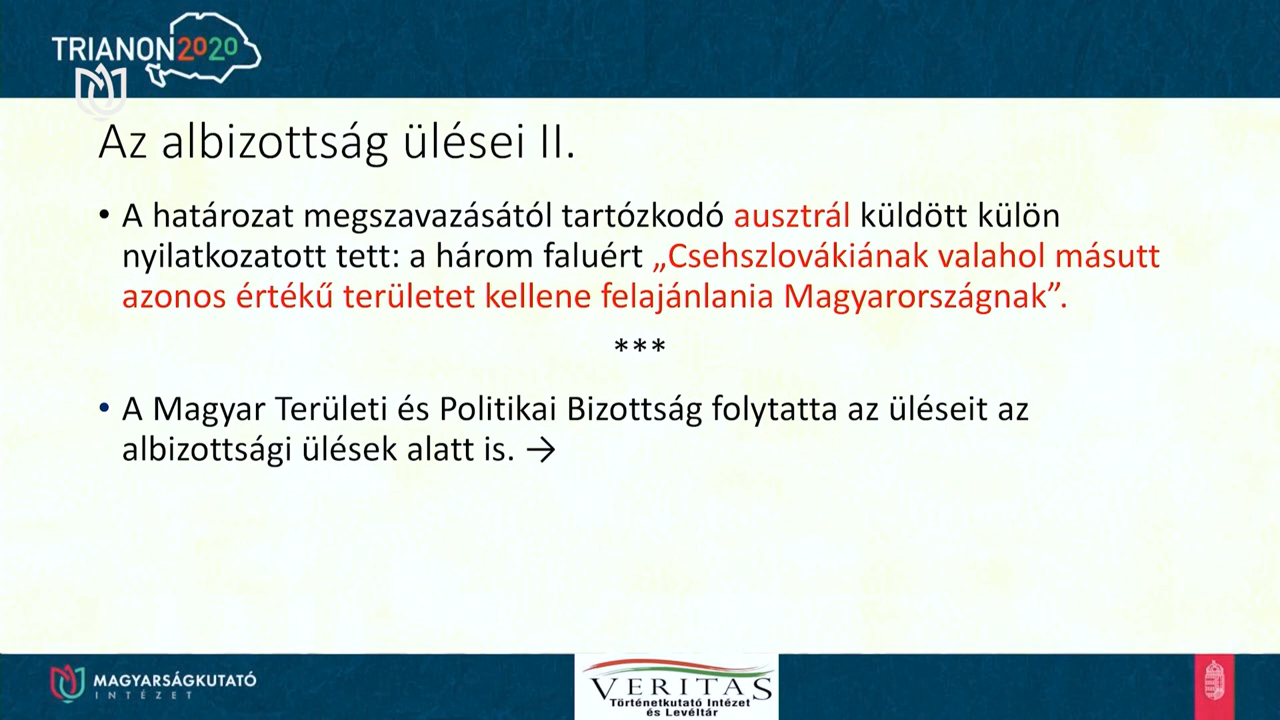 TRIANON2020
Az albizottság ülései II.
• A határozat megszavazásától tartózkodó ausztrál küldött külön
nyilatkozatott tett: a három faluért „Csehszlovákiának valahol másutt
azonos értékű területet kellene felajánlania Magyarországnak”.
***
• A Magyar Területi és Politikai Bizottság folytatta az üléseit az
albizottsági ülések alatt is. →
MAGYARSÁGKUTATÓ
INTÉZET
VERITAS
Történetkutató Intézet
és Levéltár